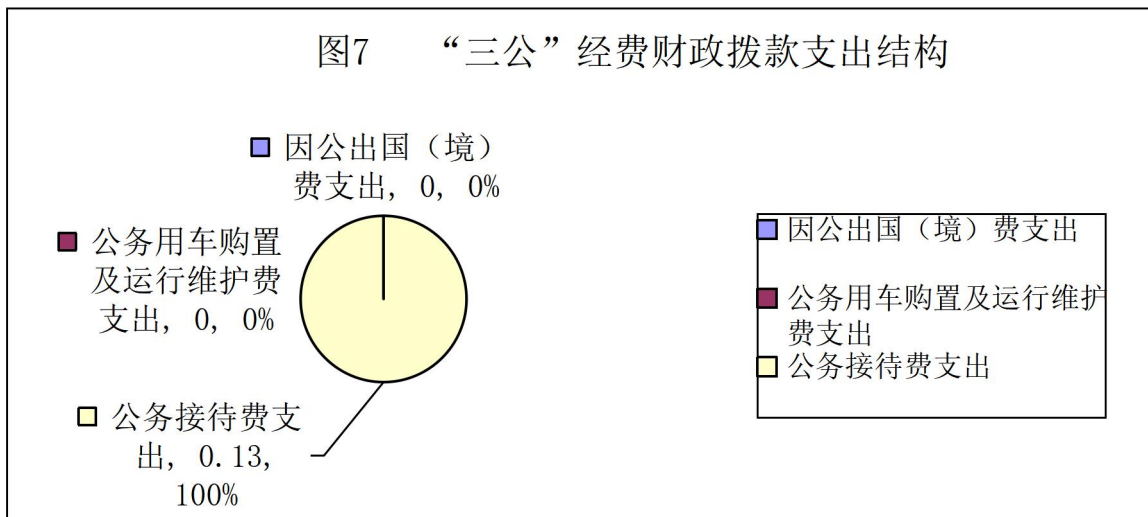 图7 “三公”经费财政拨款支出结构
因公出国（境）
费支出, 0, 0%
公务用车购置
及运行维护费
支出, 0, 0%
公务接待费支
出, 0.13,
100%
因公出国（境）费支出
公务用车购置及运行维护
费支出
公务接待费支出